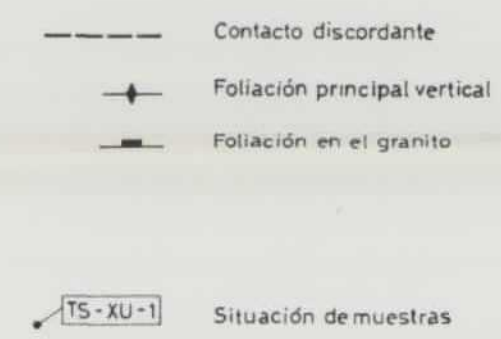 Contacto discordante
Foliación principal vertical
Foliación en el granito
TS-XU-1 Situación de muestras